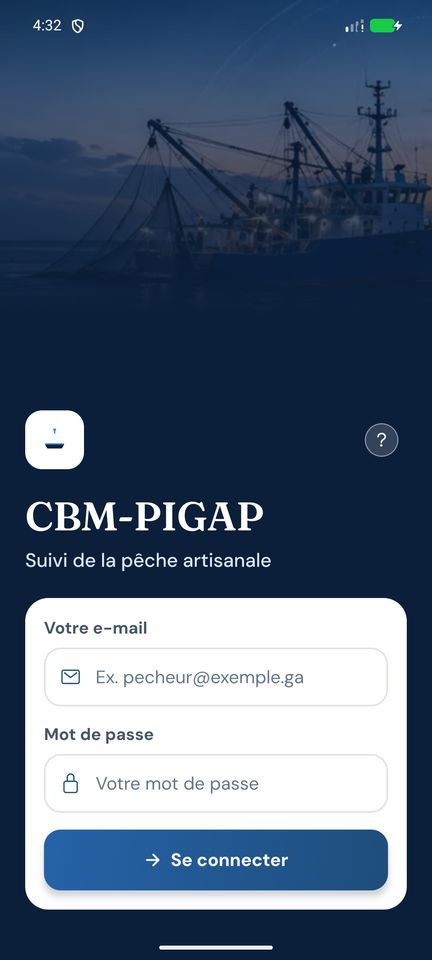 4:32
?
CBM-PIGAP
Suivi de la pêche artisanale
Votre e-mail
Ex. pecheur@exemple.ga
Mot de passe
Votre mot de passe
→ Se connecter